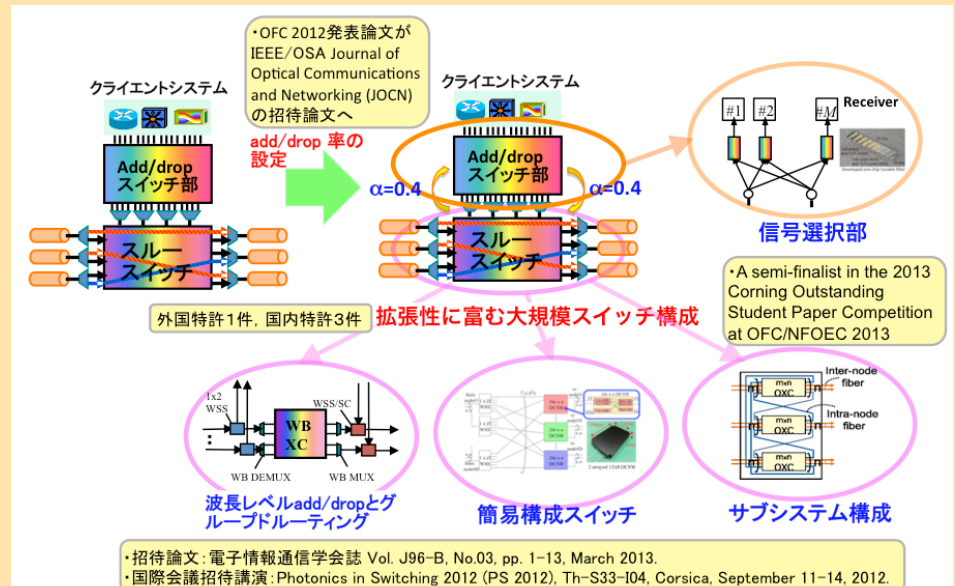 ・OFC 2012発表論文が
IEEE/OSA Journal of
Optical Communications
and Networking (JOCN)
の招待論文へ
クライエントシステム
Add/drop
スイッチ部
スルー
スイッチ
add/drop 率の
設定
クライエントシステム
Add/drop
スイッチ部
α=0.4
α=0.4
スルー
スイッチ
#1
#2
#M
Receiver
信号選択部
・A semi-finalist in the 2013
Corning Outstanding
Student Paper Competition
at OFC/NFOEC 2013
外国特許1件, 国内特許3件
拡張性に富む大規模スイッチ構成
1x2
WSS
WSS/SC
WB
XC
WB DEMUX
WB MUX
波長レベルadd/dropとグ
ループドルーティング
簡易構成スイッチ
mxn
OXC
mxn
OXC
mxn
OXC
Inter-node
fiber
Intra-node
fiber
サブシステム構成
・招待論文:電子情報通信学会誌 Vol. J96-B, No.03, pp. 1-13, March 2013.
・国際会議招待講演:Photonics in Switching 2012 (PS 2012), Th-S33-I04, Corsica, September 11-14, 2012.